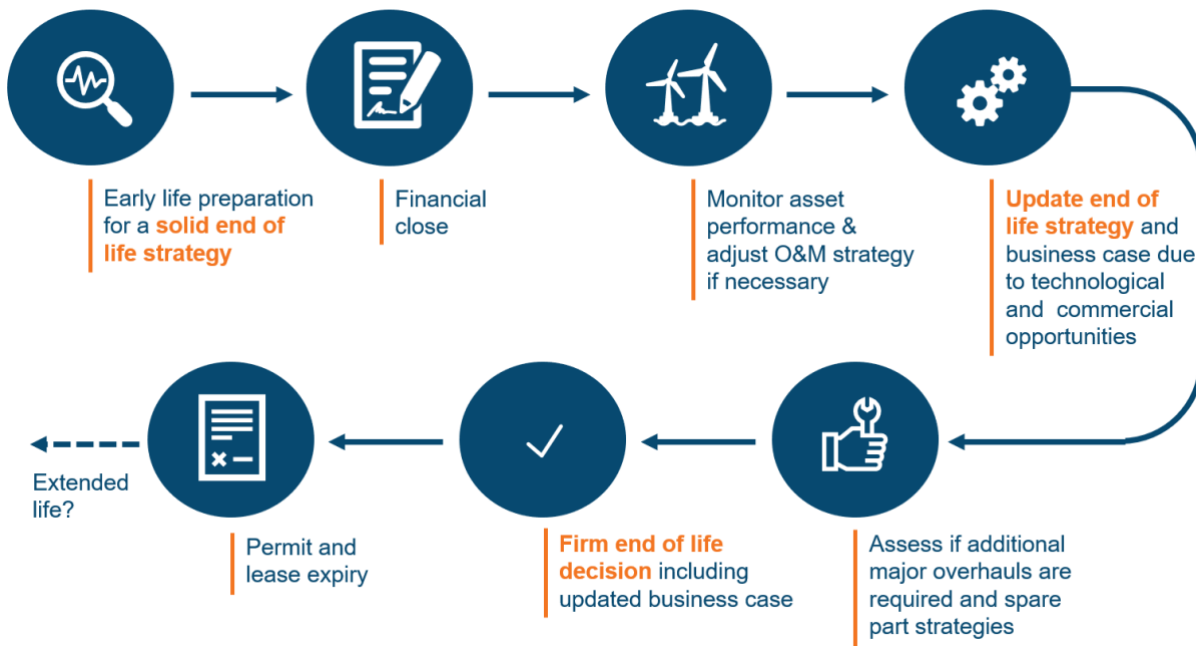 Early life preparation
for a solid end of
life strategy
Financial
close
Monitor asset
performance &
adjust O&M strategy
if necessary
Update end of
life strategy and
business case due
to technological
and commercial
opportunities
Extended
life?
Permit and
lease expiry
Firm end of life
decision including
updated business case
Assess if additional
major overhauls are
required and spare
part strategies